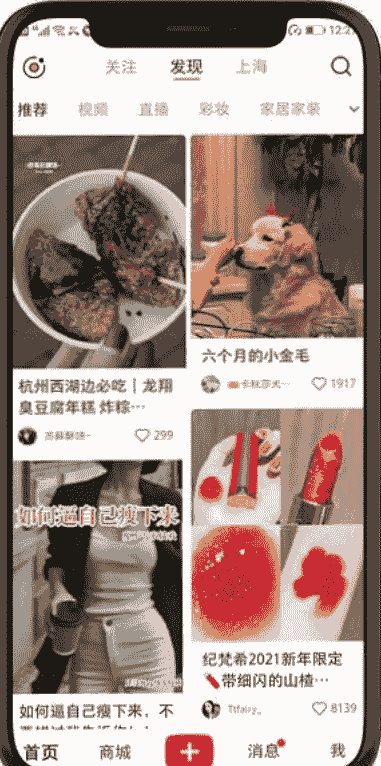 12:2
关注 发现 上海
推荐 视频 直播 彩妆 家居家装
杭州西湖边必吃｜龙翔
臭豆腐年糕 炸粽…
299
六个月的小金毛
1917
如何逼自己瘦下来
纪梵希2021新年限定
💄带细闪的山楂…
Ttfairy_ 8139
如何逼自己瘦下来，不
首页 商城 消息 我